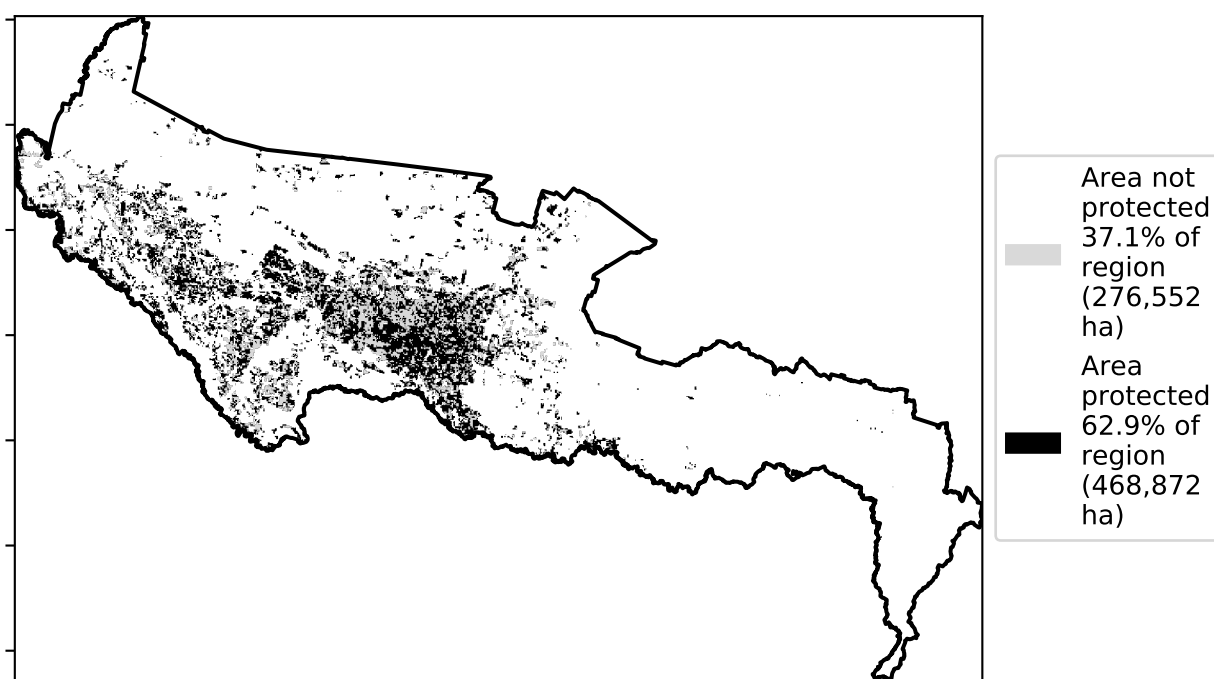 Area not
protected
37.1% of
region
(276,552
ha)
Area
protected
62.9% of
region
(468,872
ha)